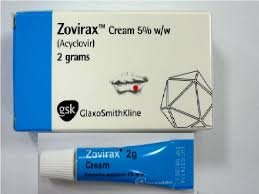 Zovirax™ Cream 5% w/w
(Acyclovir)
2 grams
gsk GlaxoSmithKline
Zovirax® 2g
Cream